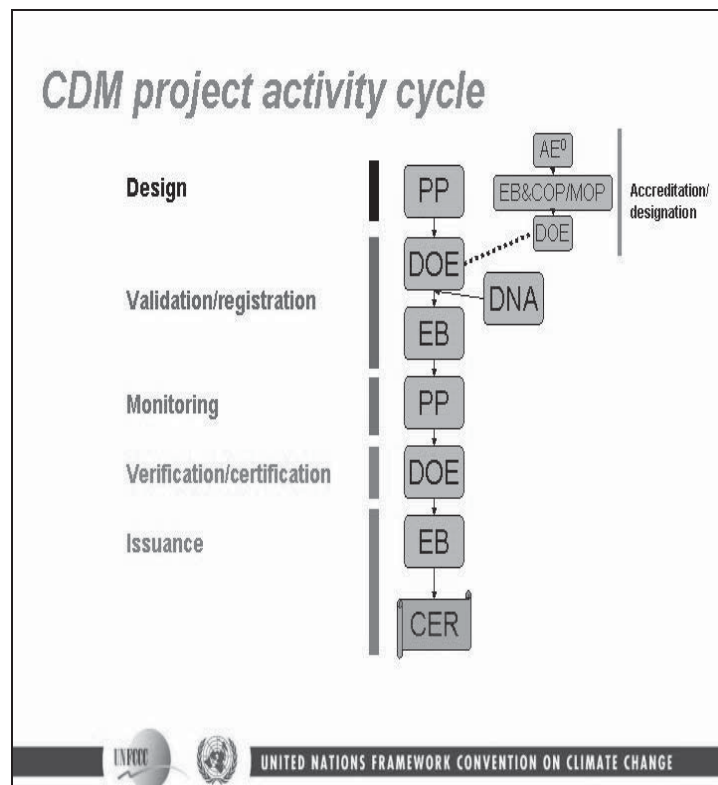 CDM project activity cycle
Design
PP
AE⁰
EB&COP/MOP
DOE
Accreditation/
designation
Validation/registration
DOE
DNA
EB
Monitoring
PP
Verification/certification
DOE
Issuance
EB
CER
UNFCCC
UNITED NATIONS FRAMEWORK CONVENTION ON CLIMATE CHANGE